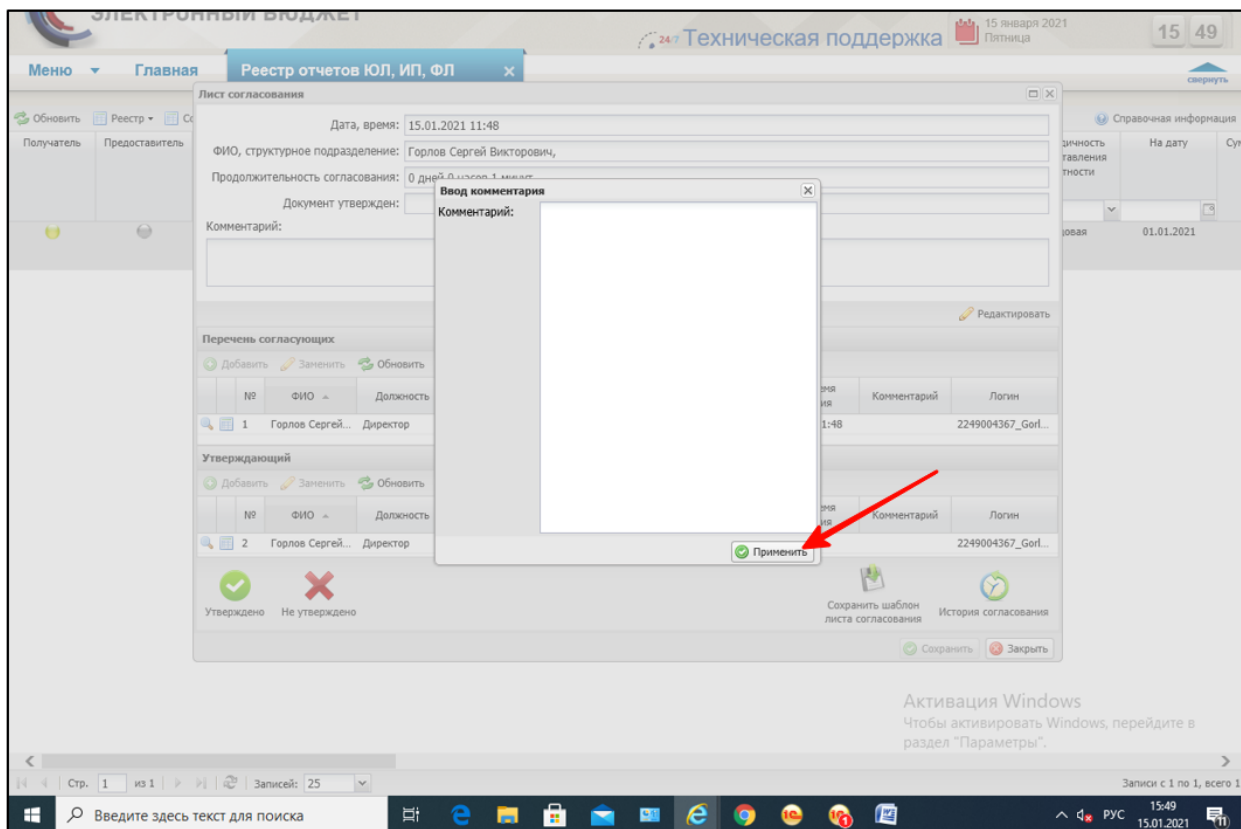 ЭЛЕКТРОННЫЙ БЮДЖЕТ
24/7 Техническая поддержка
15 января 2021
Пятница
15 49
Меню Главная Реестр отчетов ЮЛ, ИП, ФЛ
свернуть
Лист согласования
Обновить Реестр
Справочная информация
Дата, время: 15.01.2021 11:48
Получатель Предоставитель
На дату
ФИО, структурное подразделение: Горлов Сергей Викторович,
Продолжительность согласования: 0 дней 0 часов 1 минут
Ввод комментария
Документ утвержден:
Комментарий:
Комментарий:
01.01.2021
Редактировать
Перечень согласующих
Добавить Заменить Обновить
№ ФИО Должность Комментарий Логин
1 Горлов Сергей... Директор 1:48 2249004367_Gorl...
Утверждающий
Добавить Заменить Обновить
№ ФИО Должность Комментарий Логин
2 Горлов Сергей... Директор 2249004367_Gorl...
Применить
Утверждено Не утверждено
Сохранить шаблон
листа согласования
История согласования
Сохранить Закрыть
Активация Windows
Чтобы активировать Windows, перейдите в
раздел "Параметры".
Стр. 1 из 1 Записей: 25 Записи с 1 по 1, всего 1
Введите здесь текст для поиска
РУС
15:49
15.01.2021